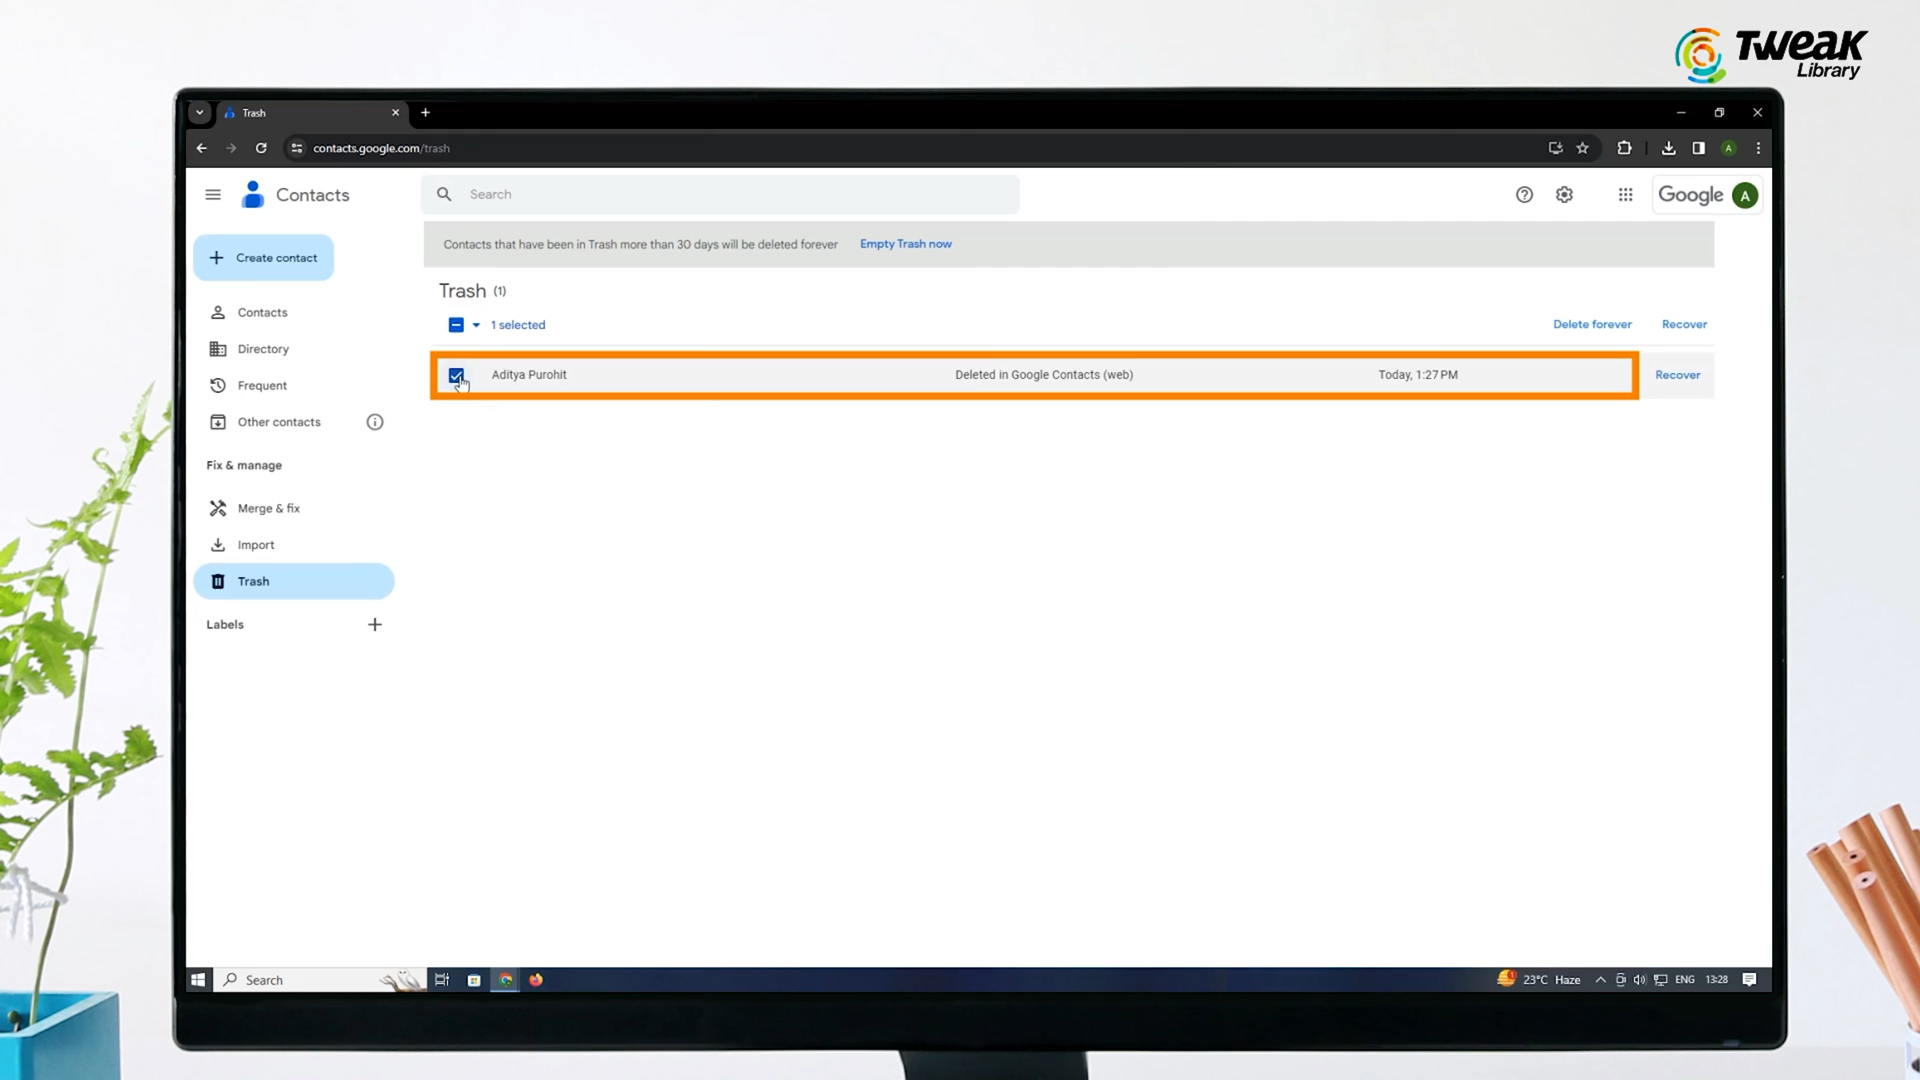 TWeaK
Library
Trash
contacts.google.com/trash
Contacts
Search
Google A
Contacts that have been in Trash more than 30 days will be deleted forever Empty Trash now
Create contact
Trash (1)
1 selected Delete forever Recover
Aditya Purohit Deleted in Google Contacts (web) Today, 1:27 PM Recover
Contacts
Directory
Frequent
Other contacts
Fix & manage
Merge & fix
Import
Trash
Labels
Search
23°C Haze ENG 13:28